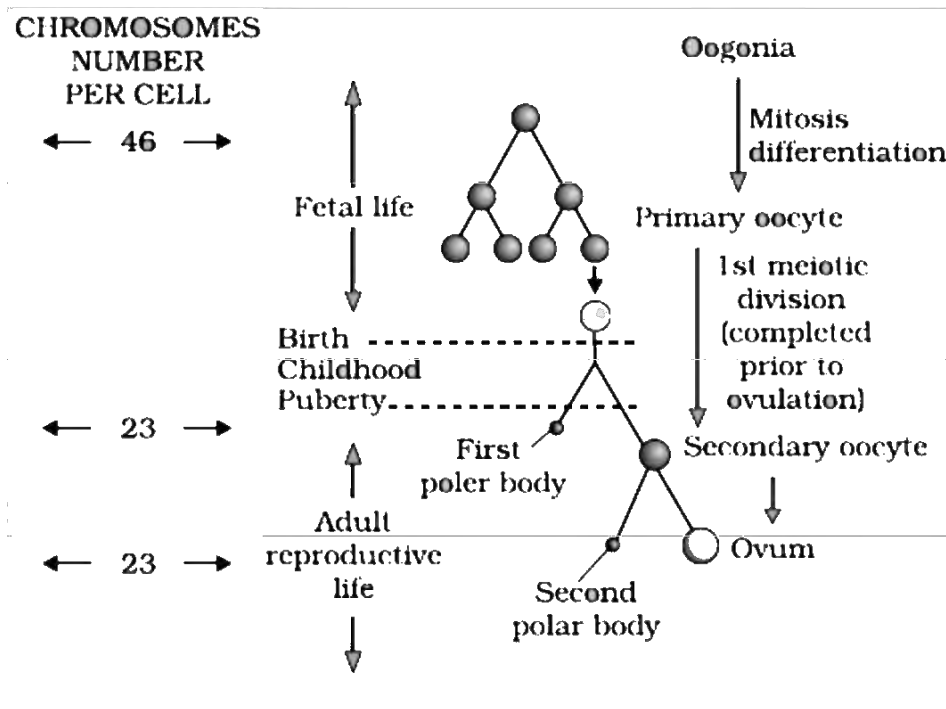 CHROMOSOMES
NUMBER
PER CELL
46
Fetal life
Birth
Childhood
Puberty
23
Adult
reproductive
life
23
First
poler body
Second
polar body
Oogonia
Mitosis
differentiation
Primary oocyte
1st meiotic
division
(completed
prior to
ovulation)
Secondary oocyte
Ovum